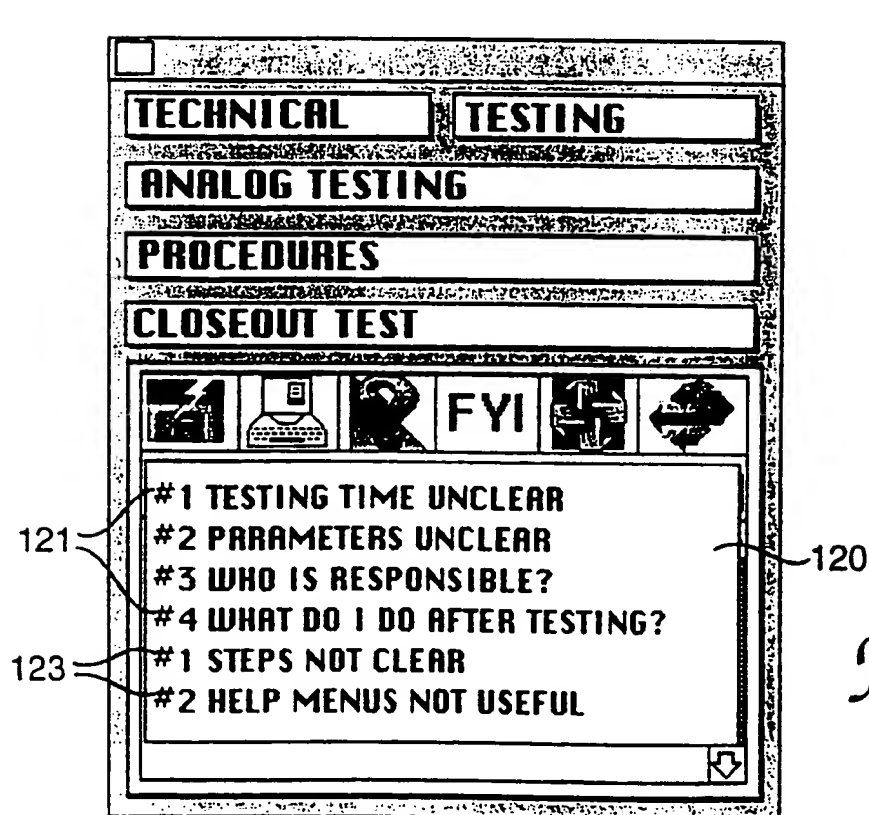 TECHNICAL TESTING
ANALOG TESTING
PROCEDURES
CLOSEOUT TEST
FYI
#1 TESTING TIME UNCLEAR
121 #2 PARAMETERS UNCLEAR 120
#3 WHO IS RESPONSIBLE?
#4 WHAT DO I DO AFTER TESTING?
123 #1 STEPS NOT CLEAR
#2 HELP MENUS NOT USEFUL